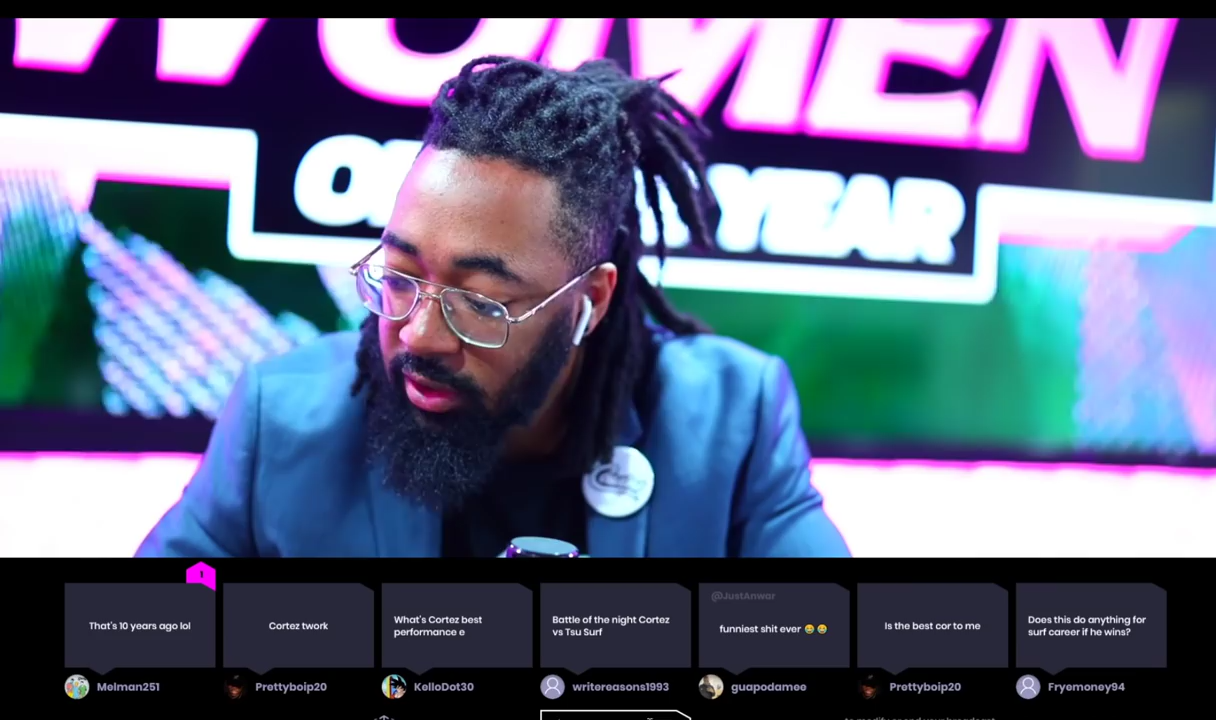 WOMEN
YEAR
1
That's 10 years ago lol
Cortez twork
What's Cortez best
performance e
Battle of the night Cortez
vs Tsu Surf
@JustAnwar
funniest shit ever 😂😂
Is the best cor to me
Does this do anything for
surf career if he wins?
Melman251
Prettyboip20
KelloDot30
writereasons1993
guapodamee
Prettyboip20
Fryemoney94